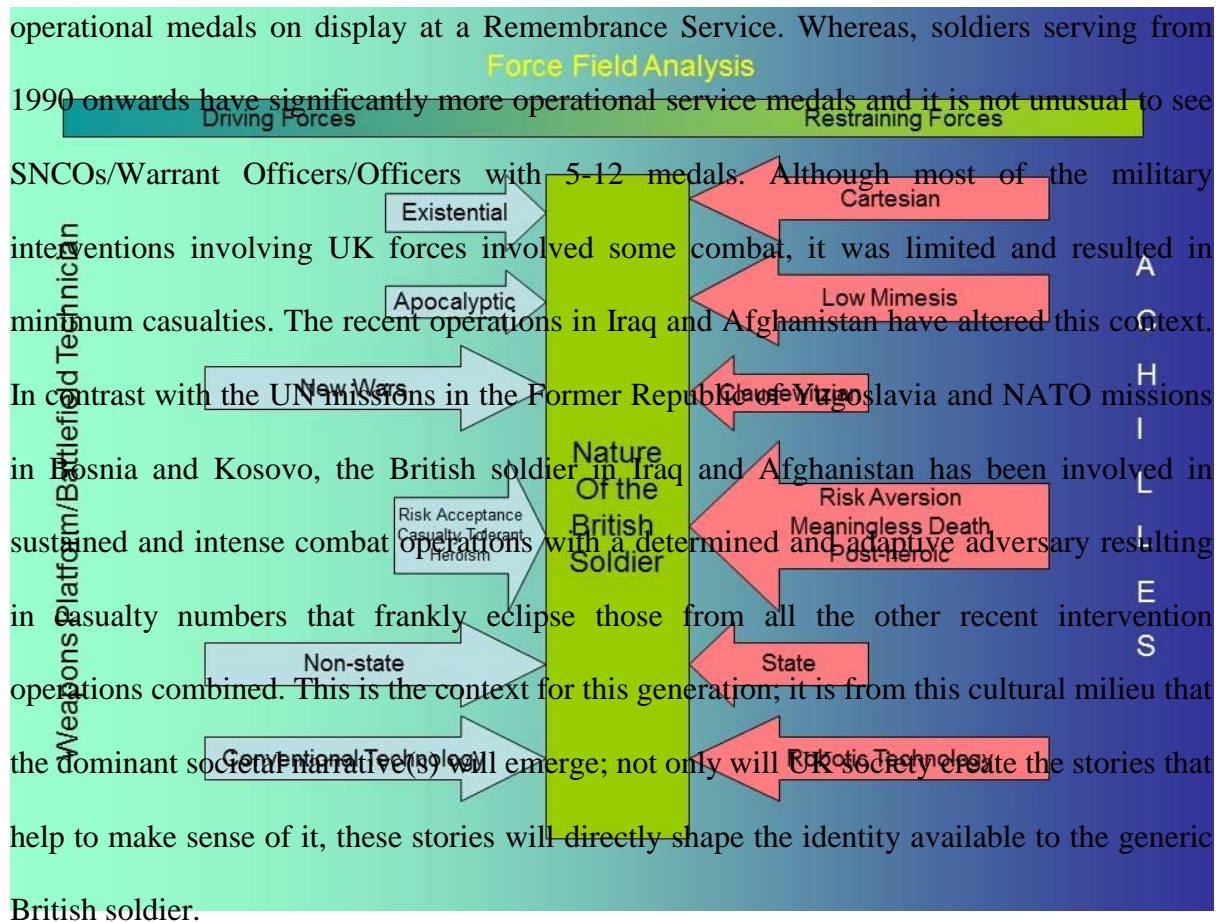 operational medals on display at a Remembrance Service. Whereas, soldiers serving from
1990 onwards have significantly more operational service medals and it is not unusual to see
SNCOs/Warrant Officers/Officers with 5-12 medals. Although most of the military
interventions involving UK forces involved some combat, it was limited and resulted in
minimum casualties. The recent operations in Iraq and Afghanistan have altered this context.
In contrast with the UN missions in the Former Republic of Yugoslavia and NATO missions
in Bosnia and Kosovo, the British soldier in Iraq and Afghanistan has been involved in
sustained and intense combat operations with a determined and adaptive adversary resulting
in casualty numbers that frankly eclipse those from all the other recent intervention
operations combined. This is the context for this generation; it is from this cultural milieu that
the dominant societal narrative(s) will emerge; not only will UK society create the stories that
help to make sense of it, these stories will directly shape the identity available to the generic
British soldier.
Force Field Analysis
Driving Forces
Restraining Forces
Weapons Platform/Battlefield Technician
Existential
Apocalyptic
New Wars
Risk Acceptance
Casualty Tolerant
Heroism
Non-state
Conventional Technology
Nature
Of the
British
Soldier
Cartesian
Low Mimesis
Clausewitzian
Risk Aversion
Meaningless Death
Post-heroic
State
Robotic Technology
A
C
H
I
L
L
E
S